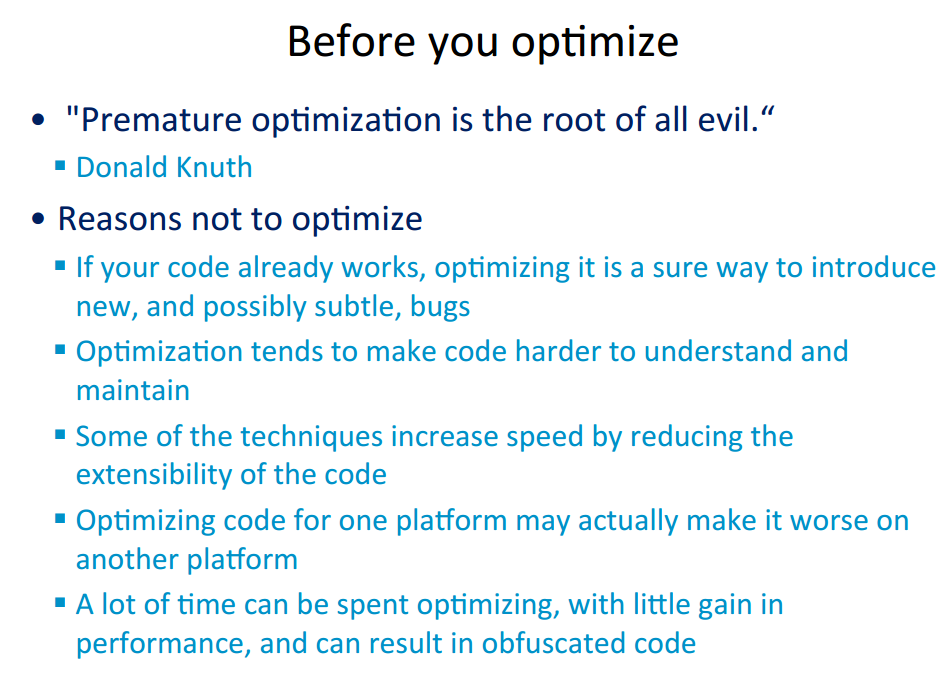 Before you optimize
• "Premature optimization is the root of all evil.“
▪ Donald Knuth
• Reasons not to optimize
▪ If your code already works, optimizing it is a sure way to introduce
new, and possibly subtle, bugs
▪ Optimization tends to make code harder to understand and
maintain
▪ Some of the techniques increase speed by reducing the
extensibility of the code
▪ Optimizing code for one platform may actually make it worse on
another platform
▪ A lot of time can be spent optimizing, with little gain in
performance, and can result in obfuscated code